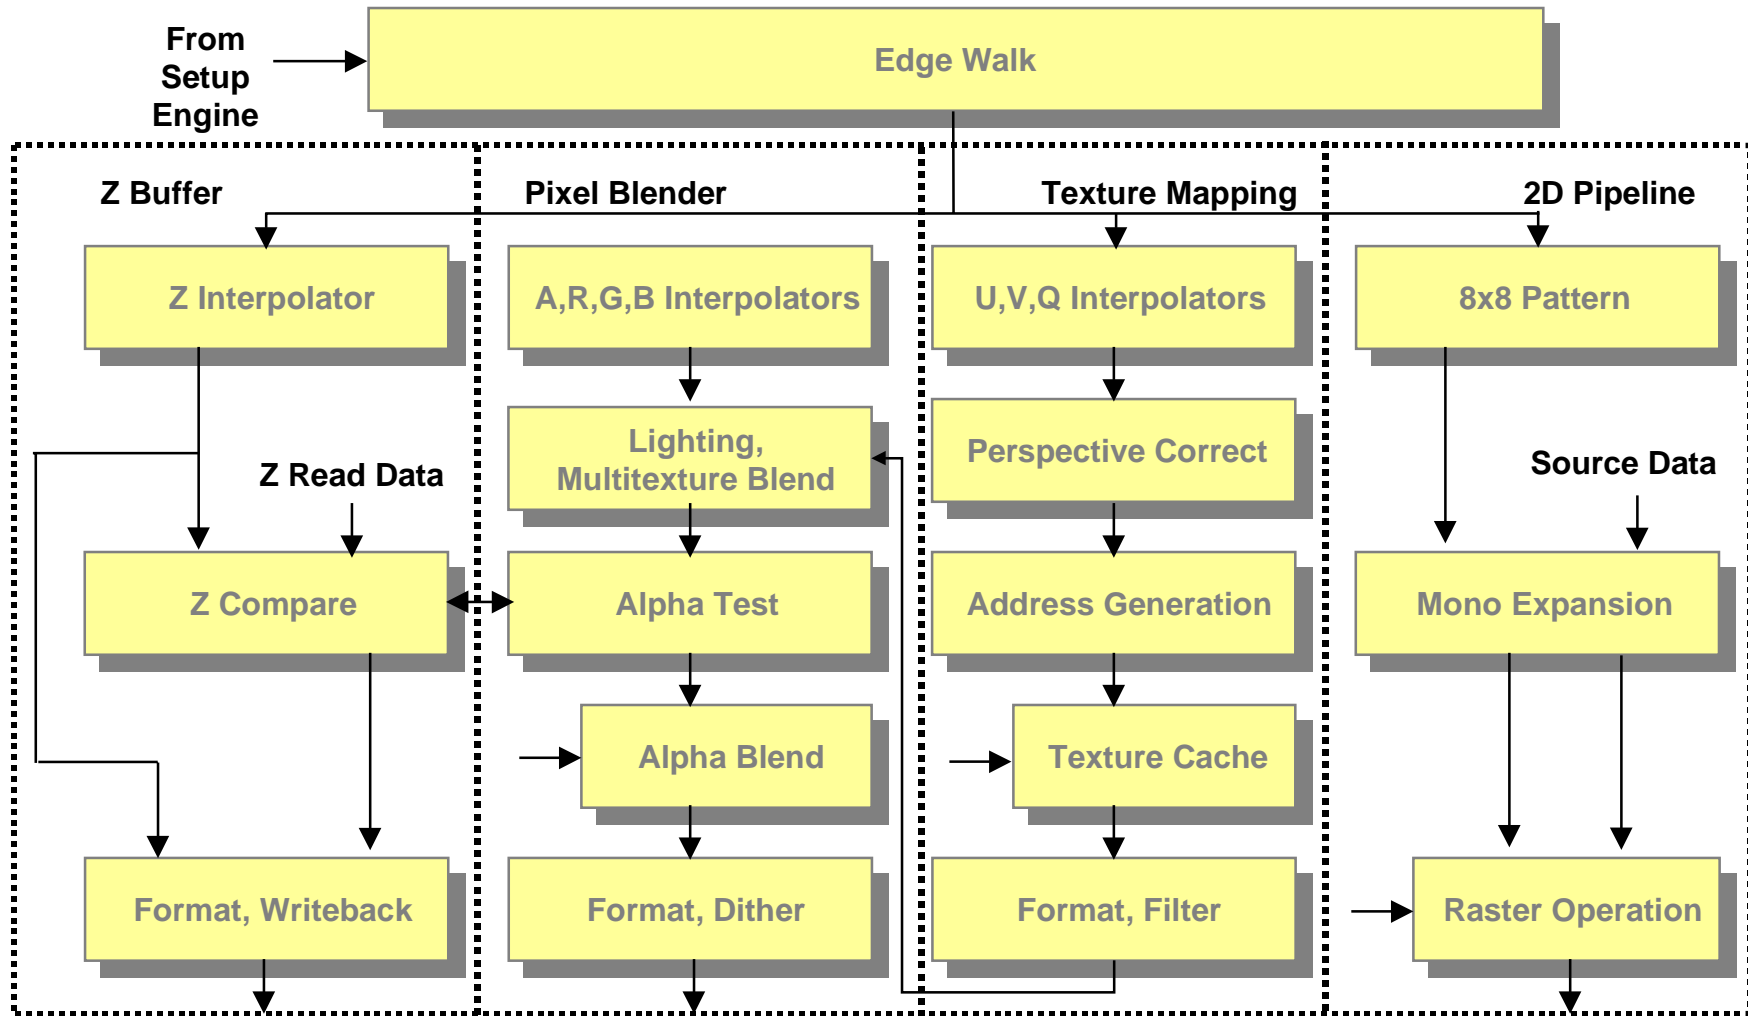 From
Setup
Engine
Edge Walk
Z Buffer
Pixel Blender
Texture Mapping
2D Pipeline
Z Interpolator
A,R,G,B Interpolators
U,V,Q Interpolators
8x8 Pattern
Lighting,
Multitexture Blend
Perspective Correct
Z Read Data
Source Data
Z Compare
Alpha Test
Address Generation
Mono Expansion
Alpha Blend
Texture Cache
Format, Writeback
Format, Dither
Format, Filter
Raster Operation